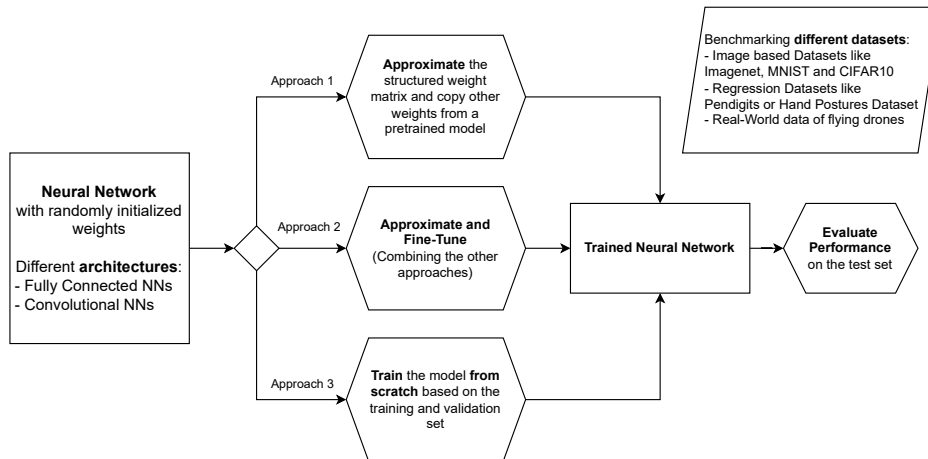 Neural Network
with randomly initialized
weights
Different architectures:
- Fully Connected NNs
- Convolutional NNs
Approach 1
Approximate the
structured weight
matrix and copy other
weights from a
pretrained model
Approach 2
Approximate and
Fine-Tune
(Combining the other
approaches)
Approach 3
Train the model from
scratch based on the
training and validation
set
Trained Neural Network
Evaluate
Performance
on the test set
Benchmarking different datasets:
- Image based Datasets like
Imagenet, MNIST and CIFAR10
- Regression Datasets like
Pendigits or Hand Postures Dataset
- Real-World data of flying drones